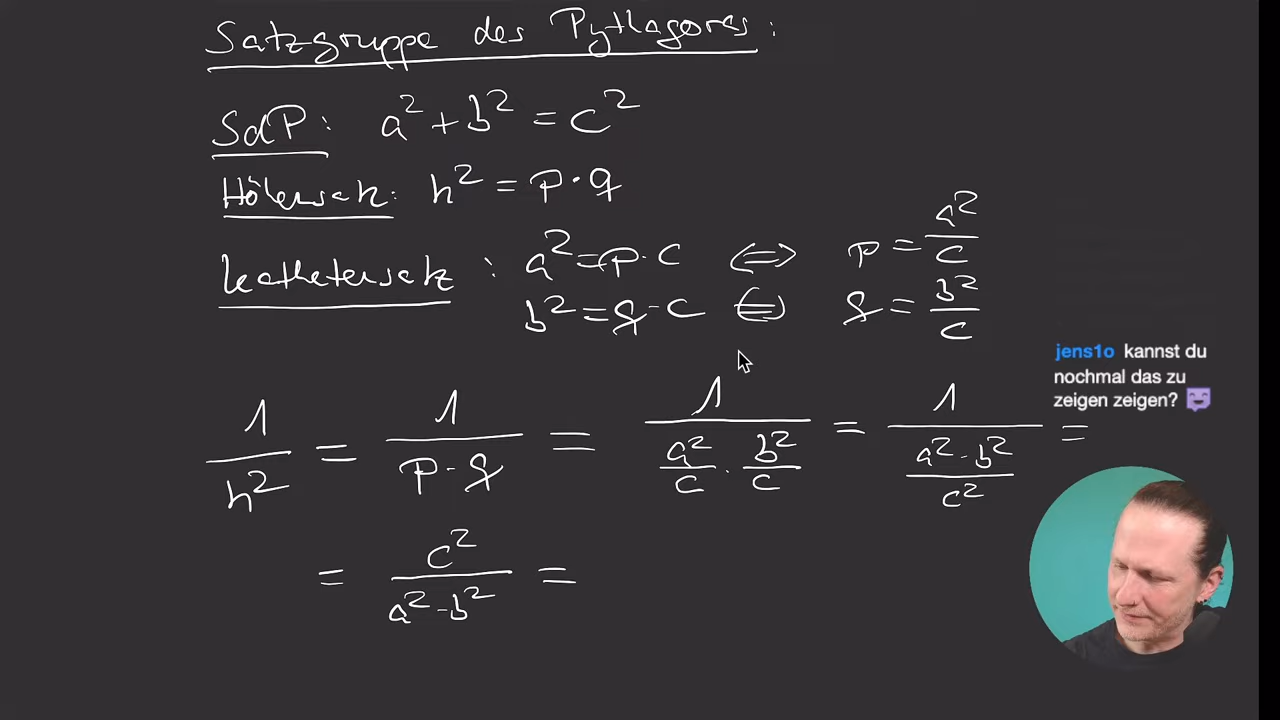 Satzgruppe des Pythagoras:
SdP: a² + b² = c²
Höhensatz: h² = p · q
Kathetensatz: a² = p · c ⇔ p = a²/c
b² = q · c ⇔ q = b²/c
jens1o kannst du
nochmal das zu
zeigen zeigen?
1/h² = 1/(p · q) = 1/(a²/c · b²/c) = 1/((a² · b²)/c²) =
= c²/(a² · b²) =